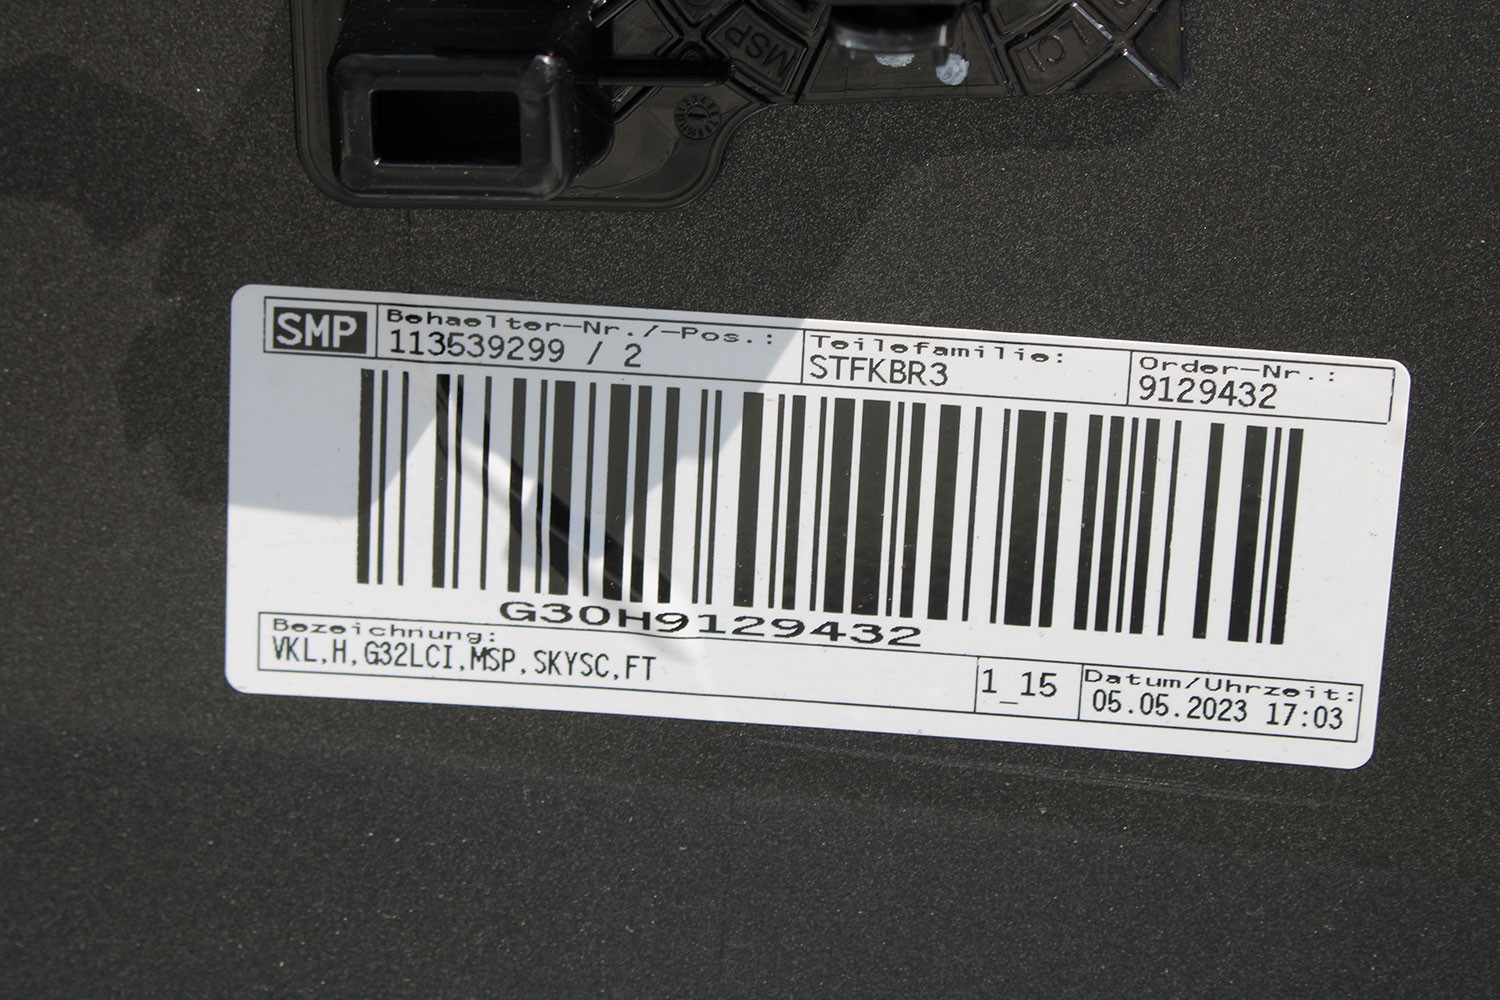 MSP
LCI
SMP
Behaelter-Nr./-Pos.:
113539299 / 2
Teilefamilie:
STFKBR3
Order-Nr.:
9129432
G30H9129432
Bezeichnung:
VKL,H,G32LCI,MSP,SKYSC,FT
1_15
Datum/Uhrzeit:
05.05.2023 17:03